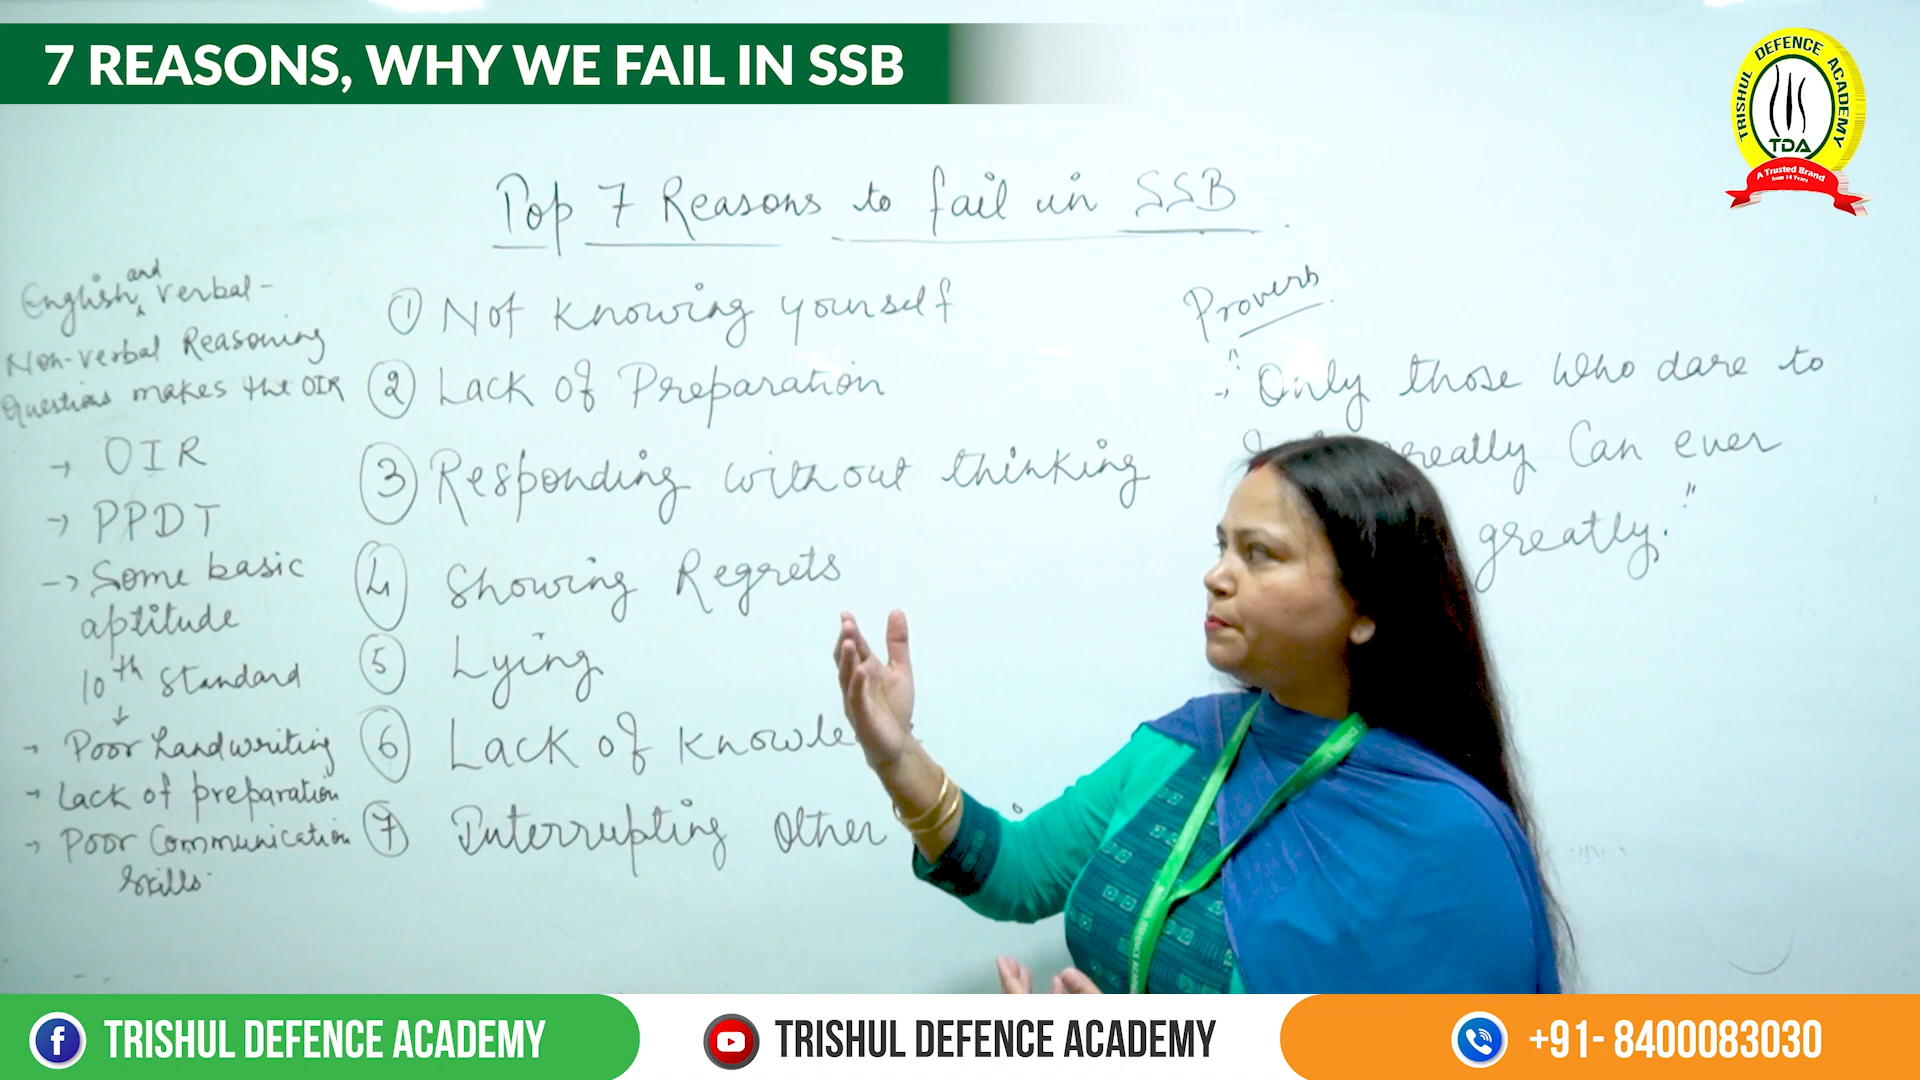 7 REASONS, WHY WE FAIL IN SSB
TRISHUL DEFENCE ACADEMY
TDA
A Trusted Brand
from 14 Years
Top 7 Reasons to fail in SSB
English and Verbal-
Non-verbal Reasoning
Questions makes the OIR
→ OIR
→ PPDT
→ Some basic
aptitude
10th Standard
↓
→ Poor handwriting
→ Lack of preparation
→ Poor Communication
Skills.
① Not Knowing yourself
② Lack of Preparation
③ Responding without thinking
④ Showing Regrets
⑤ Lying
⑥ Lack of Knowle
⑦ Interrupting Other
Proverb
→ "Only those who dare to
greatly Can ever
greatly."
TRISHUL DEFENCE ACADEMY
TRISHUL DEFENCE ACADEMY
+91- 8400083030